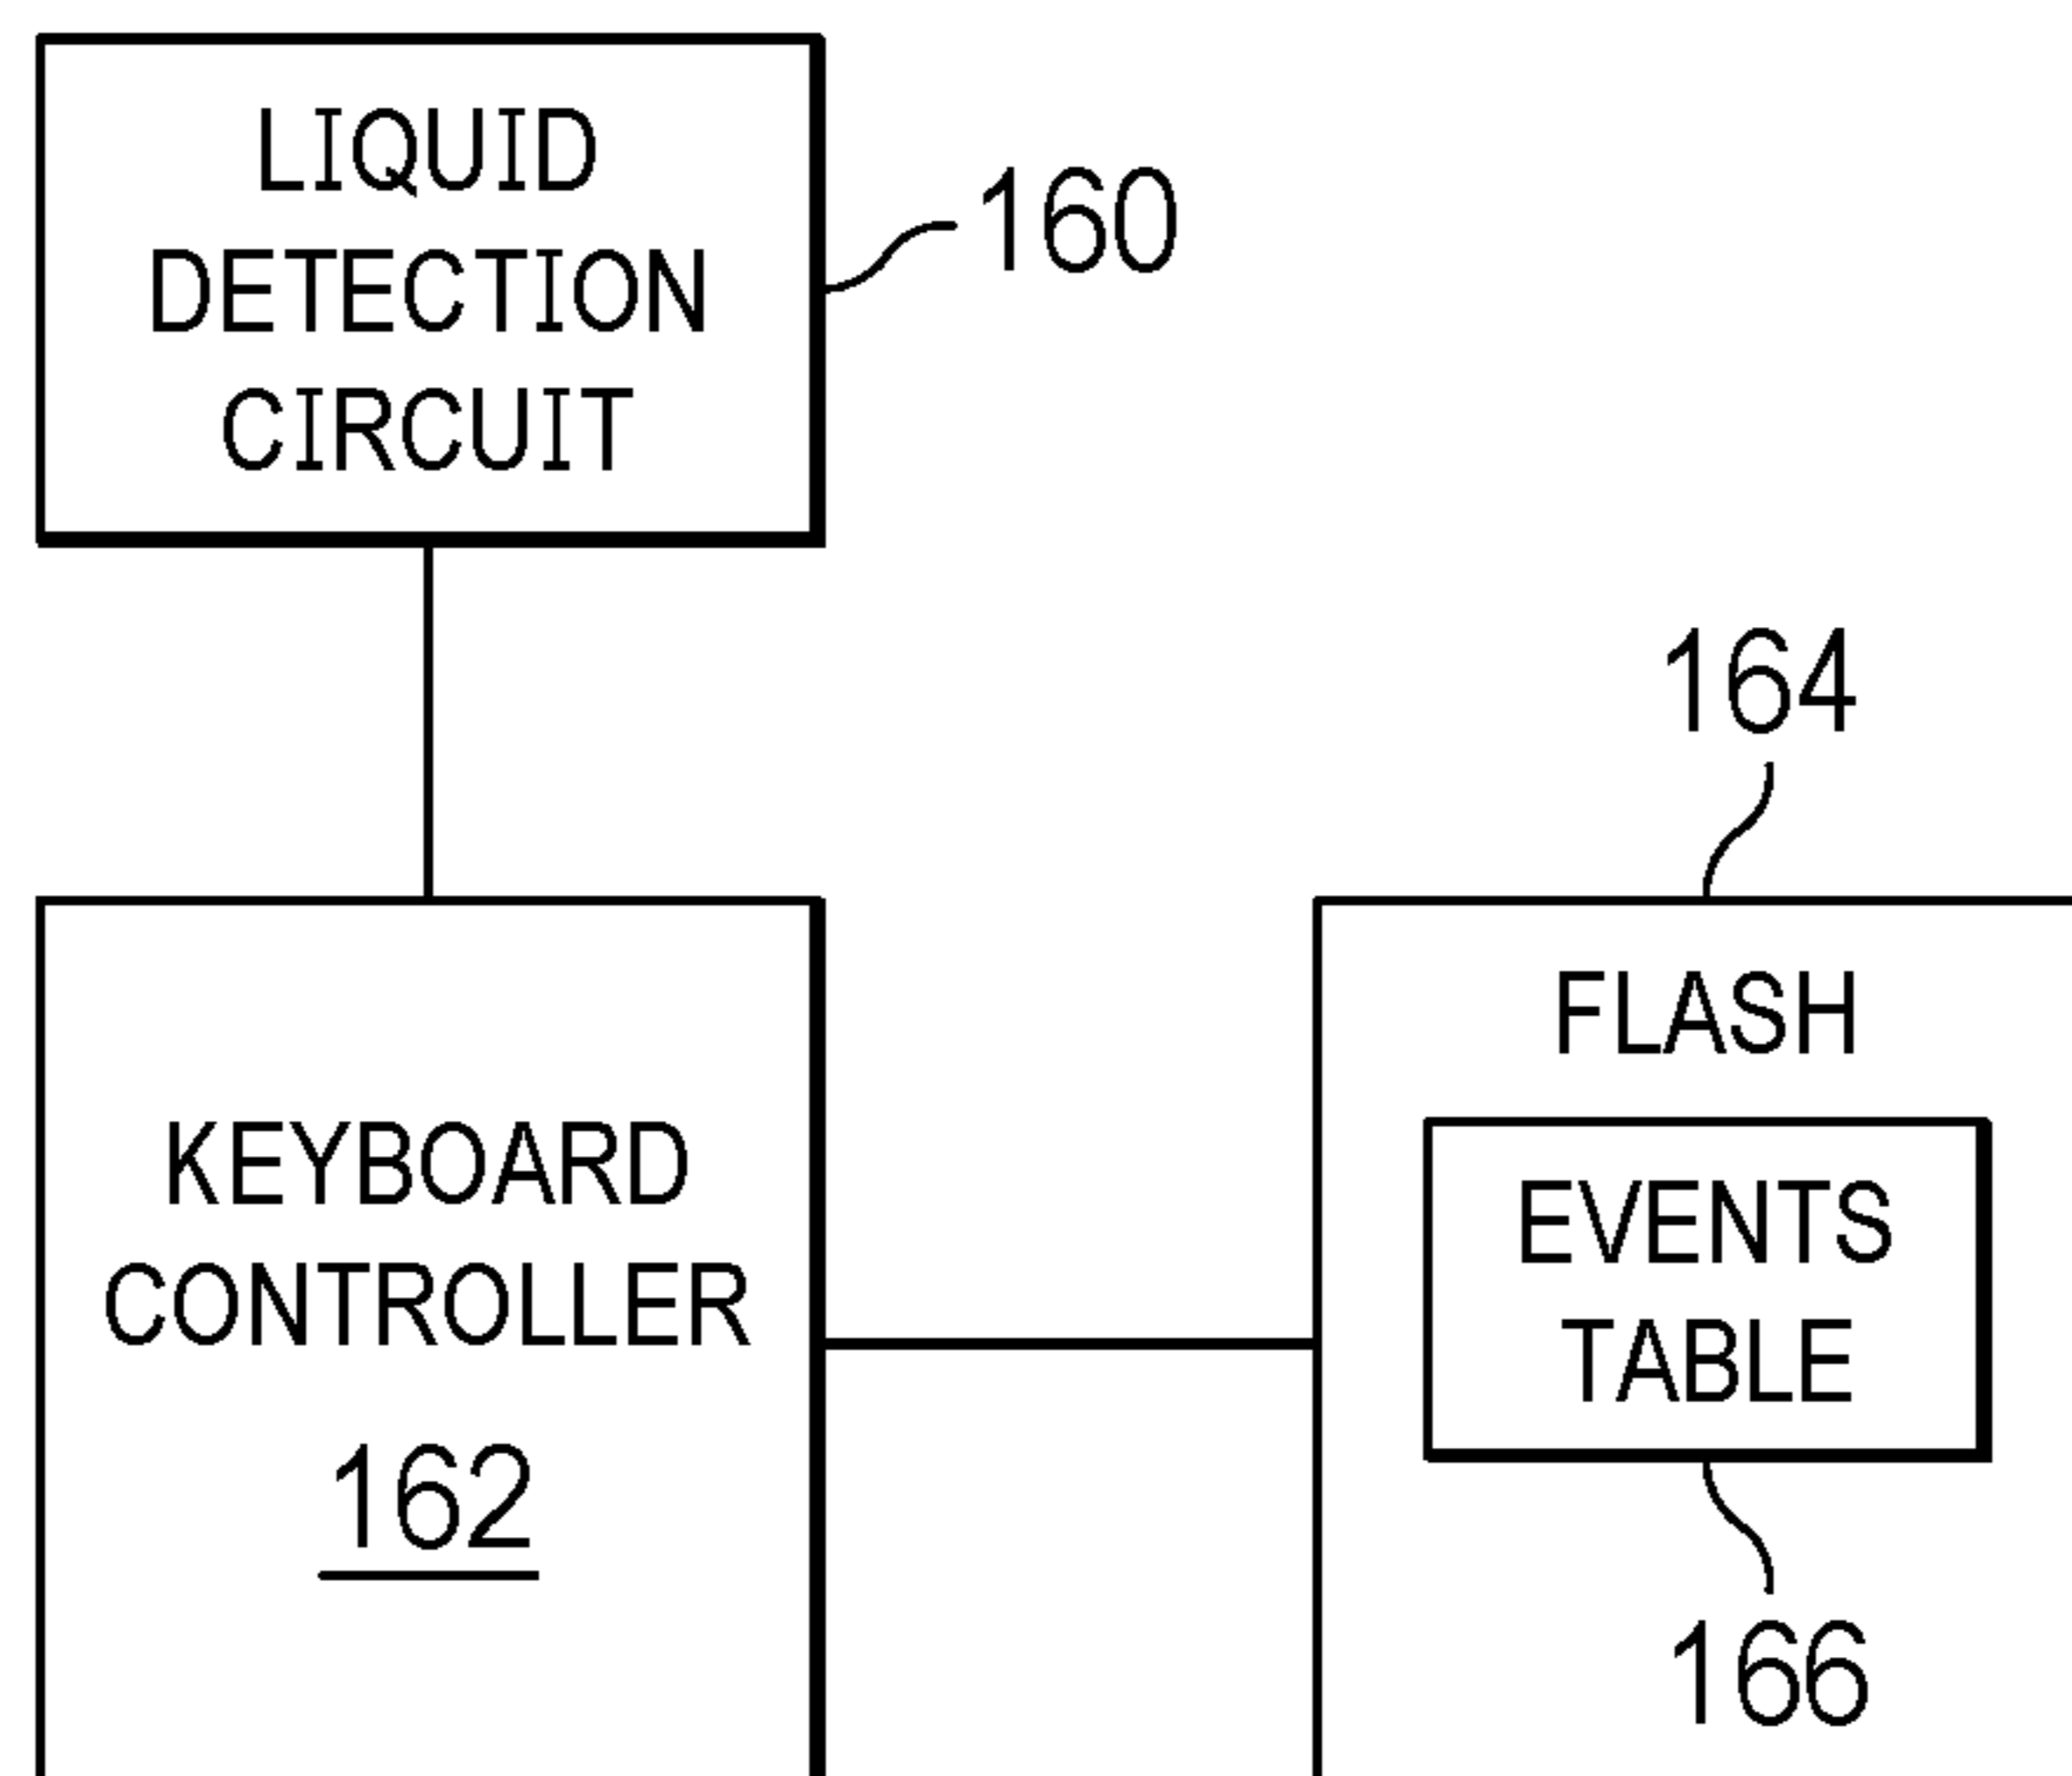 LIQUID
DETECTION
CIRCUIT
160
164
FLASH
KEYBOARD
CONTROLLER
162
EVENTS
TABLE
166